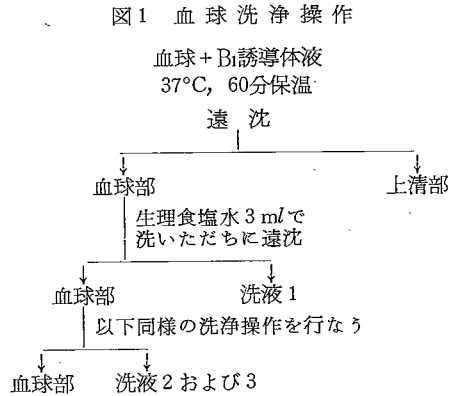 図1 血球洗浄操作
血球+B₁誘導体液
37°C, 60分保温
遠沈
血球部 上清部
生理食塩水3mlで
洗いただちに遠沈
血球部 洗液1
以下同様の洗浄操作を行なう
血球部 洗液2および3